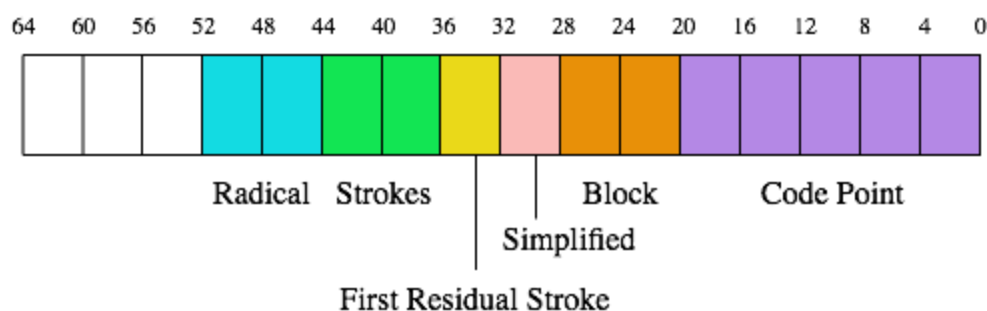 64 60 56 52 48 44 40 36 32 28 24 20 16 12 8 4 0
Radical Strokes Block Code Point
Simplified
First Residual Stroke